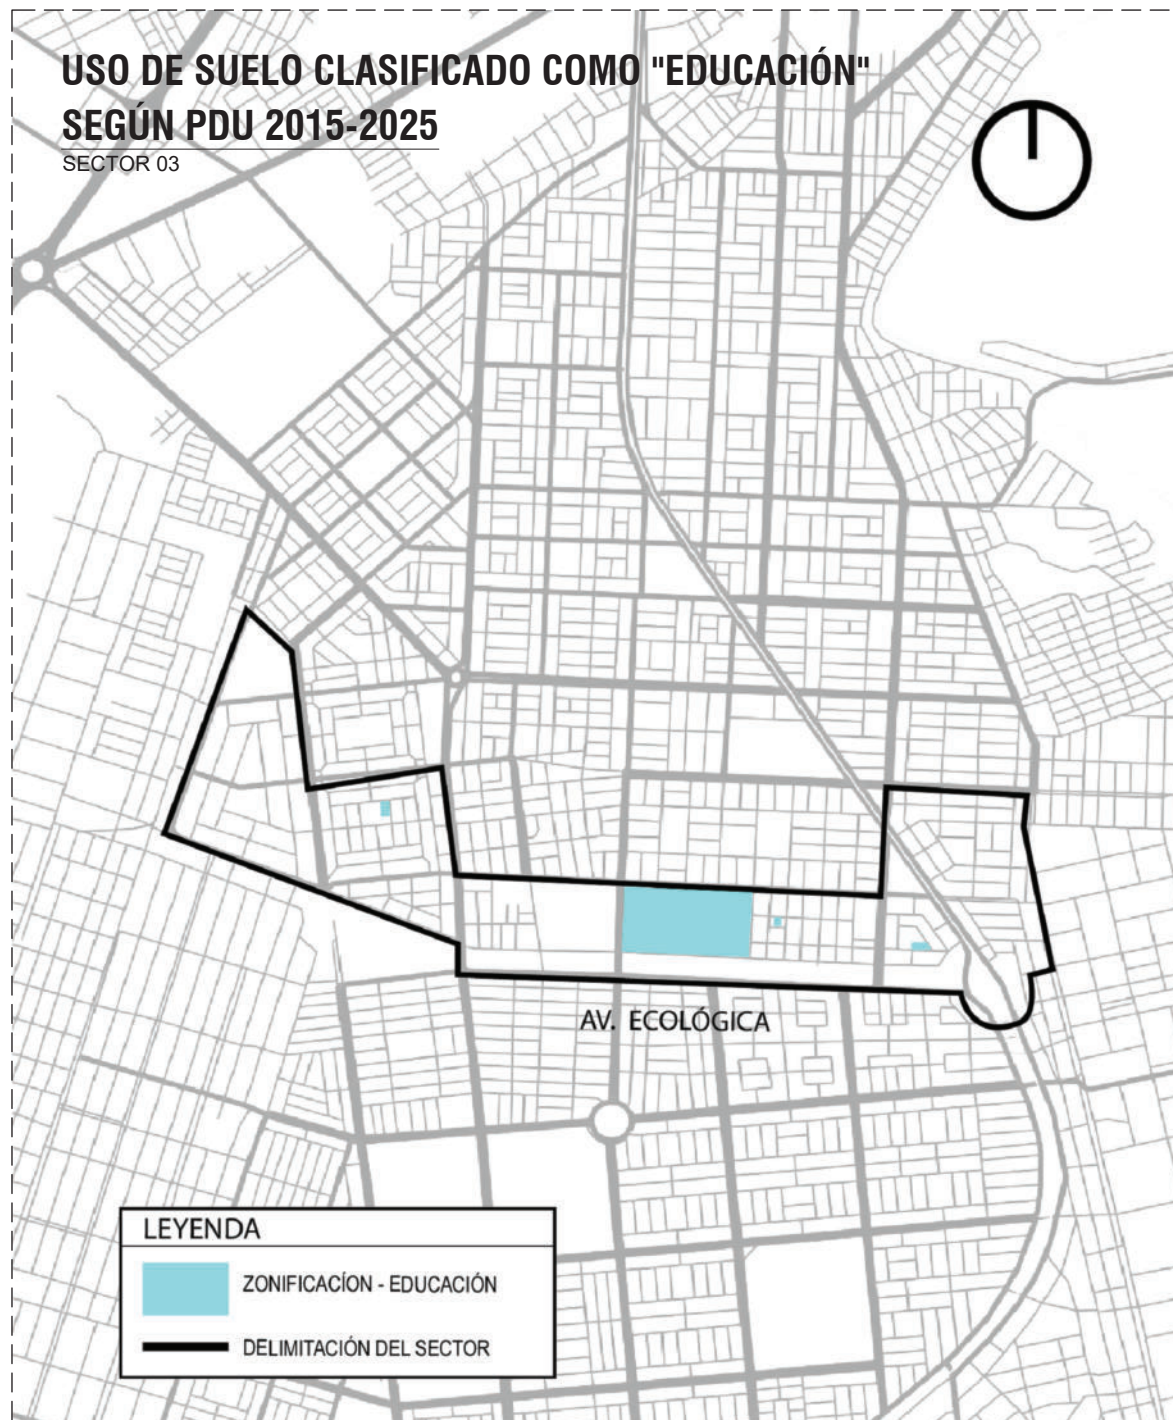 USO DE SUELO CLASIFICADO COMO "EDUCACIÓN"
SEGÚN PDU 2015-2025
SECTOR 03
AV. ECOLÓGICA
LEYENDA
ZONIFICACÍON - EDUCACIÓN
DELIMITACIÓN DEL SECTOR